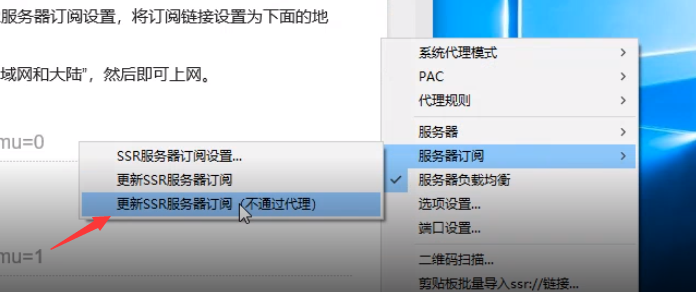 服务器订阅设置，将订阅链接设置为下面的地
域网和大陆”，然后即可上网。
mu=0
mu=1
系统代理模式
PAC
代理规则
服务器
服务器订阅
服务器负载均衡
选项设置...
端口设置...
二维码扫描...
剪贴板批量导入ssr://链接...
SSR服务器订阅设置...
更新SSR服务器订阅
更新SSR服务器订阅（不通过代理）